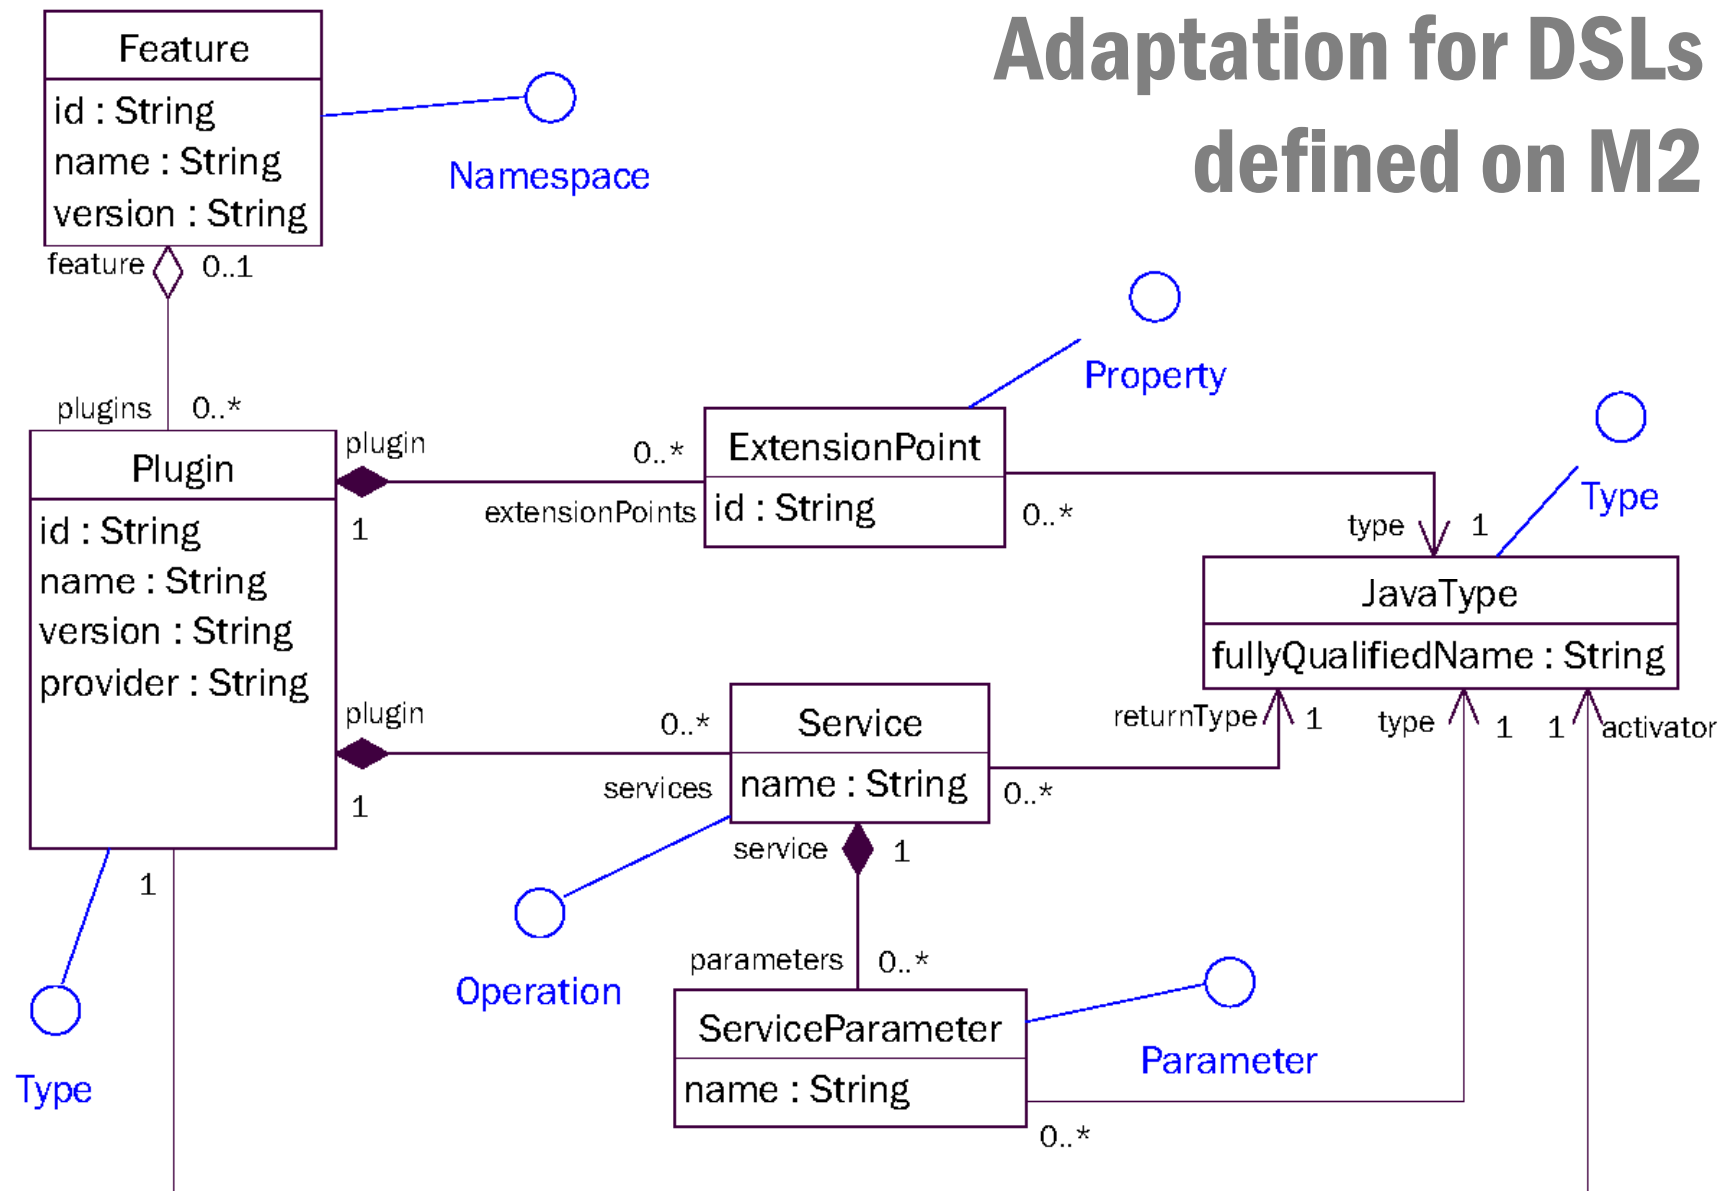 Adaptation for DSLs
defined on M2
Feature
id : String
name : String
version : String
Namespace
feature
0..1
plugins
0..*
Plugin
id : String
name : String
version : String
provider : String
plugin
1
0..*
extensionPoints
ExtensionPoint
id : String
Property
0..*
type
1
Type
JavaType
fullyQualifiedName : String
plugin
1
0..*
services
Service
name : String
0..*
returnType
1
type
1
1
activator
service
1
Operation
parameters
0..*
ServiceParameter
name : String
Parameter
0..*
1
Type